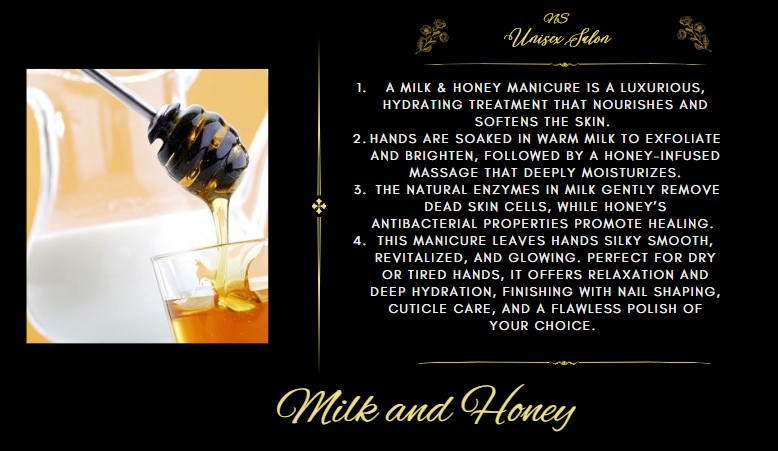 NS
Unisex Salon
1. A MILK & HONEY MANICURE IS A LUXURIOUS,
HYDRATING TREATMENT THAT NOURISHES AND
SOFTENS THE SKIN.
2. HANDS ARE SOAKED IN WARM MILK TO EXFOLIATE
AND BRIGHTEN, FOLLOWED BY A HONEY-INFUSED
MASSAGE THAT DEEPLY MOISTURIZES.
3. THE NATURAL ENZYMES IN MILK GENTLY REMOVE
DEAD SKIN CELLS, WHILE HONEY’S
ANTIBACTERIAL PROPERTIES PROMOTE HEALING.
4. THIS MANICURE LEAVES HANDS SILKY SMOOTH,
REVITALIZED, AND GLOWING. PERFECT FOR DRY
OR TIRED HANDS, IT OFFERS RELAXATION AND
DEEP HYDRATION, FINISHING WITH NAIL SHAPING,
CUTICLE CARE, AND A FLAWLESS POLISH OF
YOUR CHOICE.
Milk and Honey